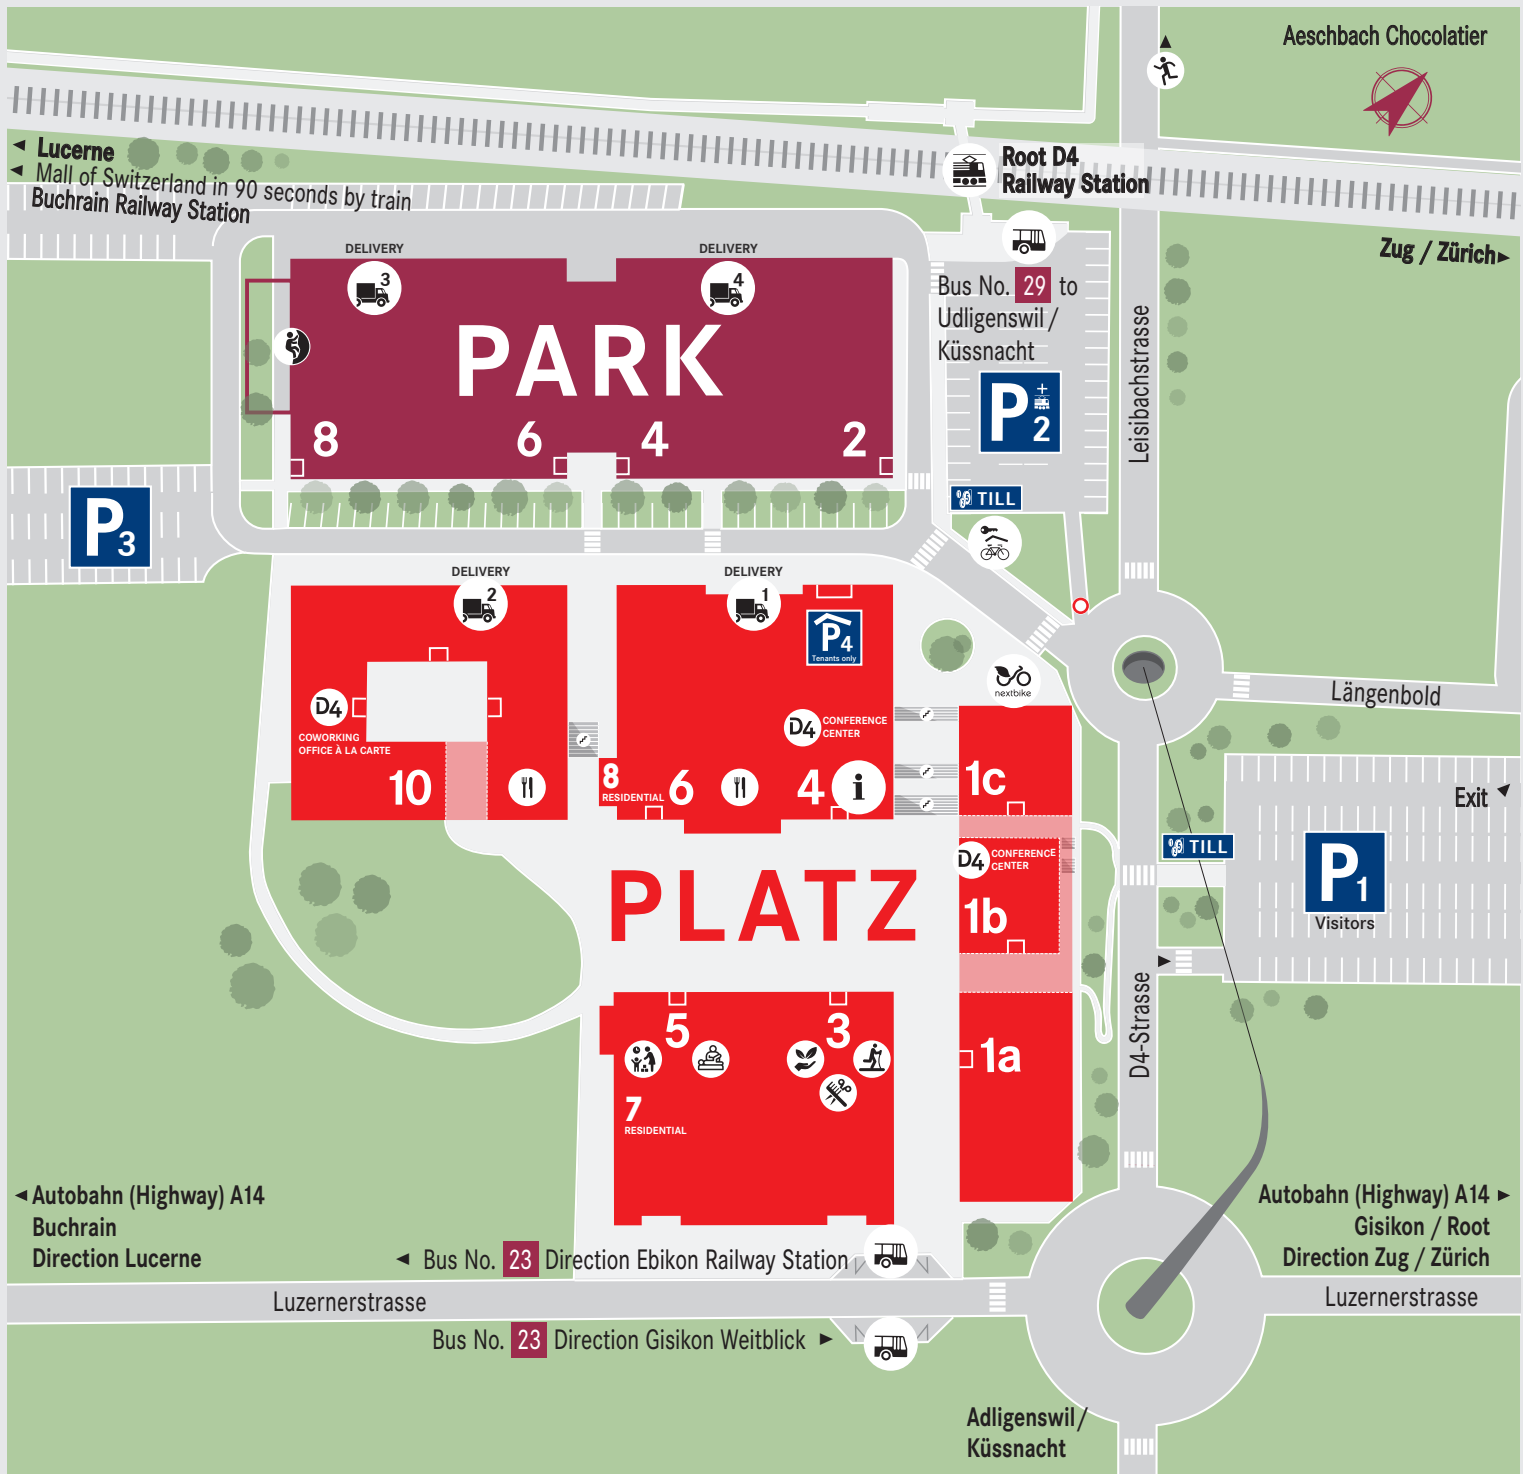 Aeschbach Chocolatier
Lucerne
Mall of Switzerland in 90 seconds by train
Buchrain Railway Station
Root D4
Railway Station
Zug / Zürich
DELIVERY
3
DELIVERY
4
PARK
8
6
4
2
Bus No. 29 to
Udligenswil /
Küssnacht
P+
2
Leisibachstrasse
TILL
P3
DELIVERY
2
DELIVERY
1
P4
Tenants only
nextbike
Längenbold
D4
COWORKING
OFFICE À LA CARTE
10
D4 CONFERENCE
CENTER
8
RESIDENTIAL
6
4
i
1c
Exit
TILL
P1
Visitors
D4 CONFERENCE
CENTER
1b
PLATZ
D4-Strasse
5
3
1a
7
RESIDENTIAL
Autobahn (Highway) A14
Buchrain
Direction Lucerne
Autobahn (Highway) A14
Gisikon / Root
Direction Zug / Zürich
Bus No. 23 Direction Ebikon Railway Station
Luzernerstrasse
Luzernerstrasse
Bus No. 23 Direction Gisikon Weitblick
Adligenswil /
Küssnacht